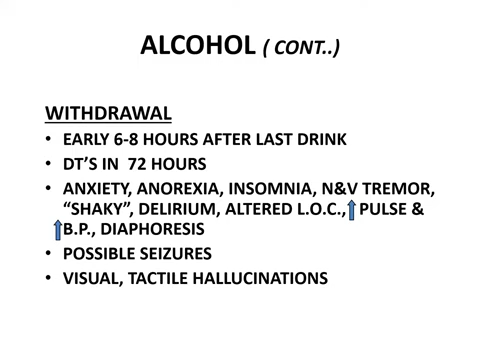 ALCOHOL ( CONT..)
WITHDRAWAL
• EARLY 6-8 HOURS AFTER LAST DRINK
• DT’S IN 72 HOURS
• ANXIETY, ANOREXIA, INSOMNIA, N&V TREMOR,
“SHAKY”, DELIRIUM, ALTERED L.O.C., PULSE &
B.P., DIAPHORESIS
• POSSIBLE SEIZURES
• VISUAL, TACTILE HALLUCINATIONS